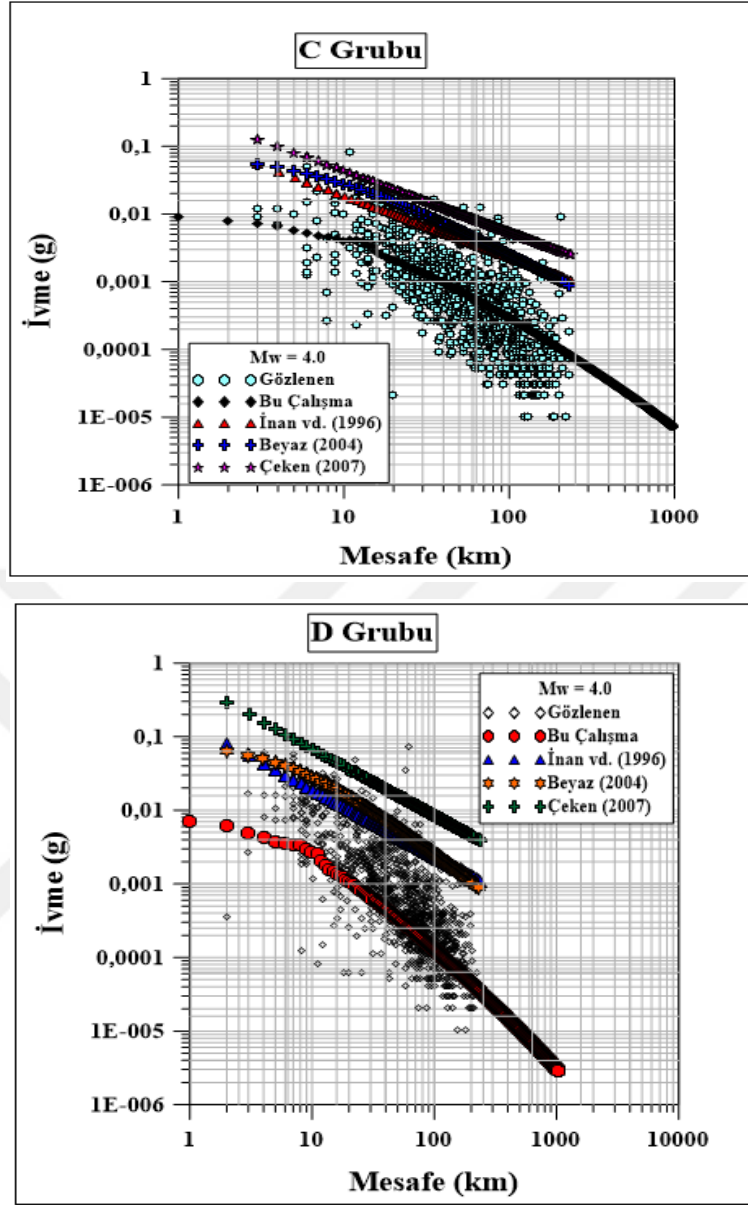 C Grubu
1
0,1
0,01
0,001
0,0001
1E-005
1E-006
İvme (g)
Mw = 4.0
Gözlenen
Bu Çalışma
İnan vd. (1996)
Beyaz (2004)
Çeken (2007)
1 10 100 1000
Mesafe (km)
D Grubu
1
0,1
0,01
0,001
0,0001
1E-005
1E-006
İvme (g)
Mw = 4.0
Gözlenen
Bu Çalışma
İnan vd. (1996)
Beyaz (2004)
Çeken (2007)
1 10 100 1000 10000
Mesafe (km)